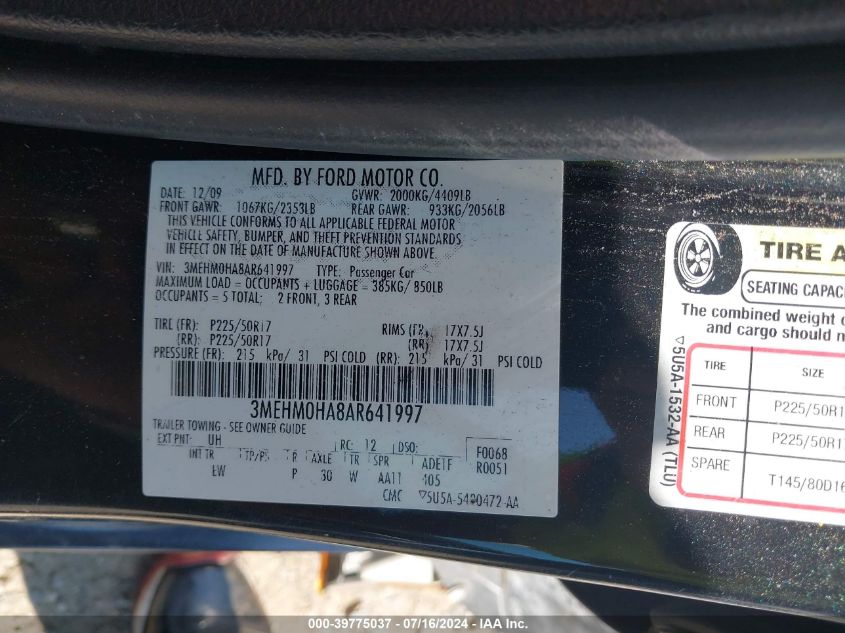 MFD. BY FORD MOTOR CO.
DATE: 12/09 GVWR: 2000KG/4409LB
FRONT GAWR: 1067KG/2353LB REAR GAWR: 933KG/2056LB
THIS VEHICLE CONFORMS TO ALL APPLICABLE FEDERAL MOTOR
VEHICLE SAFETY, BUMPER, AND THEFT PREVENTION STANDARDS
IN EFFECT ON THE DATE OF MANUFACTURE SHOWN ABOVE.
VIN: 3MEHM0HA8AR641997 TYPE: Passenger Car
MAXIMUM LOAD = OCCUPANTS + LUGGAGE = 385KG/ 850LB
OCCUPANTS = 5 TOTAL: 2 FRONT, 3 REAR
TIRE (FR): P225/50R17 RIMS (FR) 17X7.5J
(RR): P225/50R17 (RR) 17X7.5J
PRESSURE (FR): 215 kPa/ 31 PSI COLD (RR): 215 kPa/ 31 PSI COLD
3MEHM0HA8AR641997
TRAILER TOWING - SEE OWNER GUIDE
EXT PNT: UH RC: 12 DSO: F0068
INT TR TP/PS R AXLE TR SPR ADETF R0051
EW P 30 W AA11 405
CMC ▽5U5A-5420472-AA
TIRE A
SEATING CAPAC
The combined weight o
and cargo should n
▽5U5A-1532-AA (TLU)
TIRE SIZE
FRONT P225/50R1
REAR P225/50R17
SPARE T145/80D16
000-39775037 - 07/16/2024 - IAA Inc.